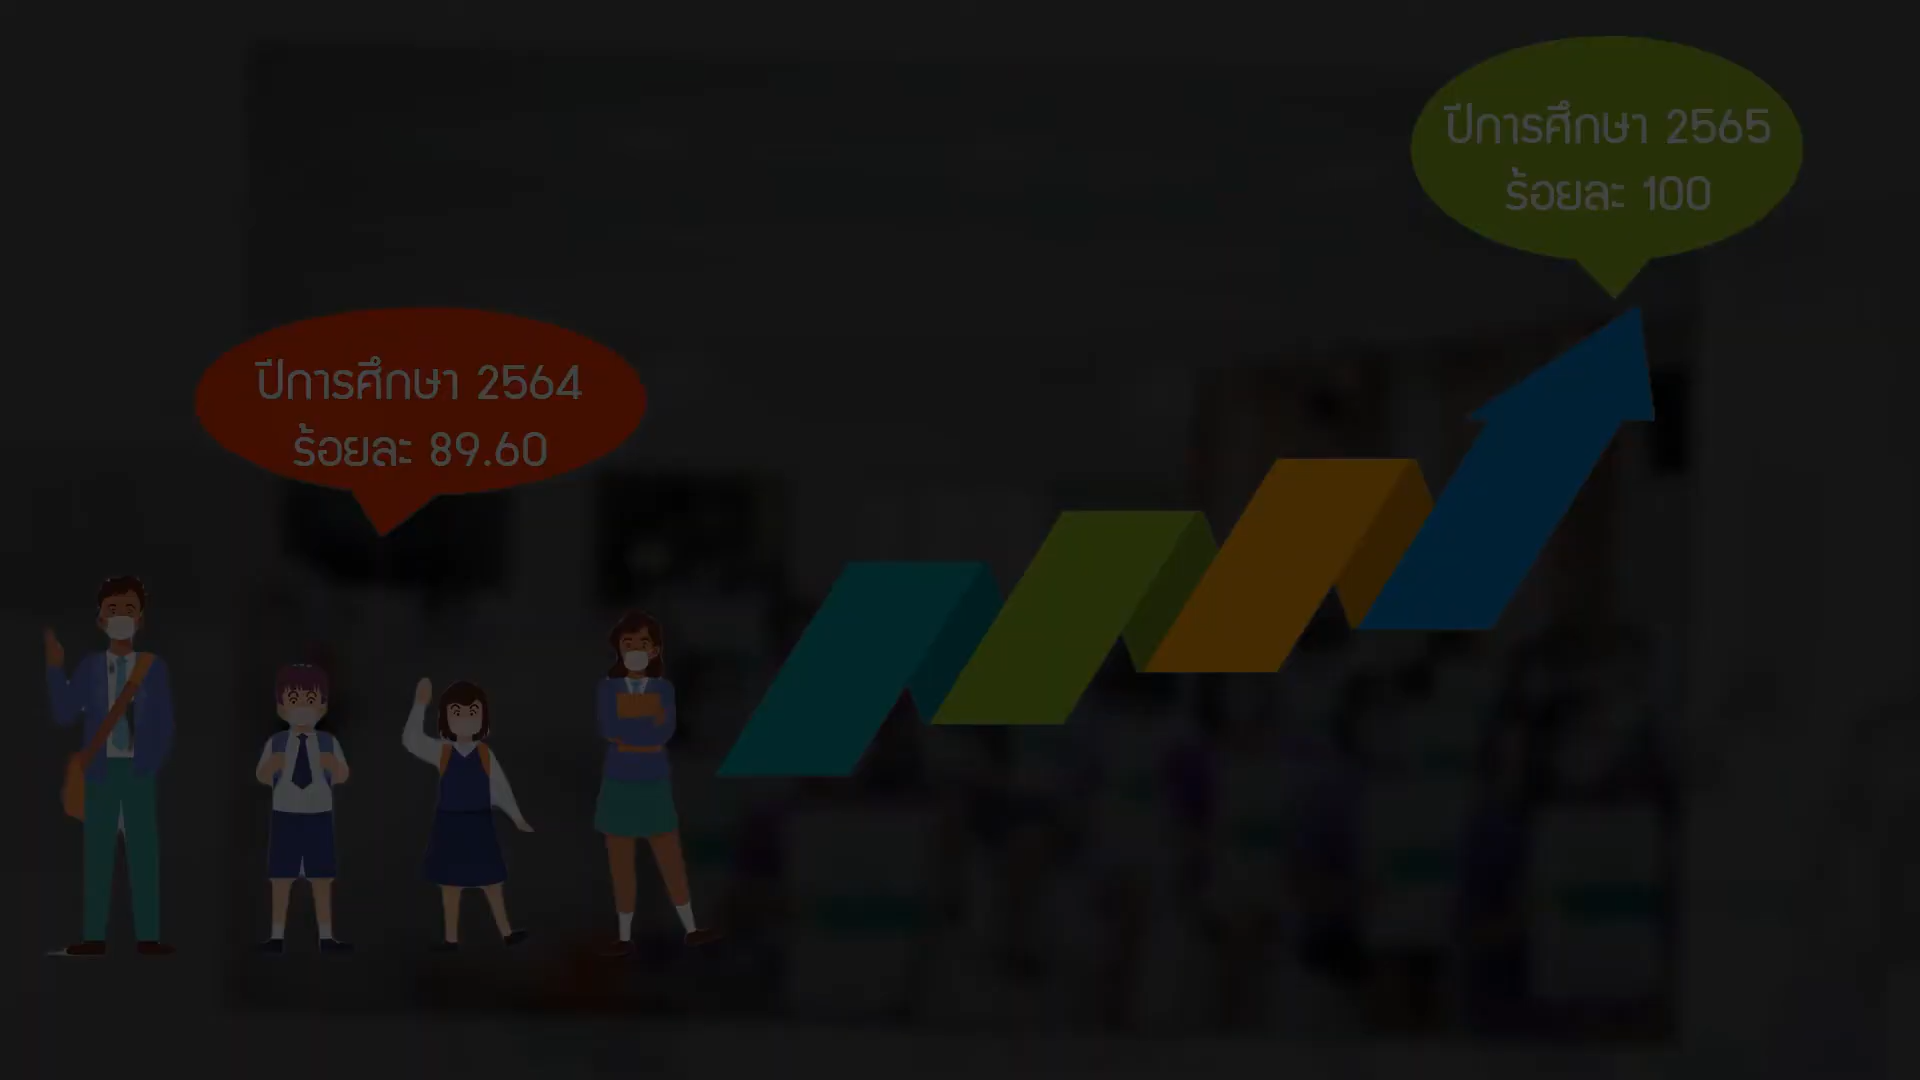 ปีการศึกษา 2565
ร้อยละ 100
ปีการศึกษา 2564
ร้อยละ 89.60